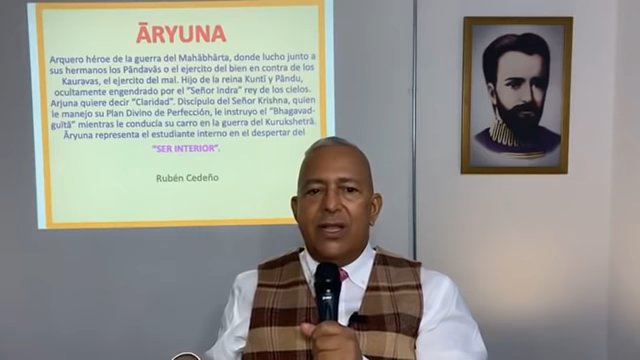 ĀRYUNA
Arquero héroe de la guerra del Mahābhārta, donde lucho junto a
sus hermanos los Pāndavās o el ejercito del bien en contra de los
Kauravas, el ejercito del mal. Hijo de la reina Kuntī y Pāndu,
ocultamente engendrado por el "Señor Indra" rey de los cielos.
Arjuna quiere decir "Claridad". Discípulo del Señor Krishna, quien
le manejo su Plan Divino de Perfección, le instruyo el "Bhagavad-
guītā" mientras le conducía su carro en la guerra del Kurukshetrā.
Āryuna representa el estudiante interno en el despertar del
"SER INTERIOR".
Rubén Cedeño